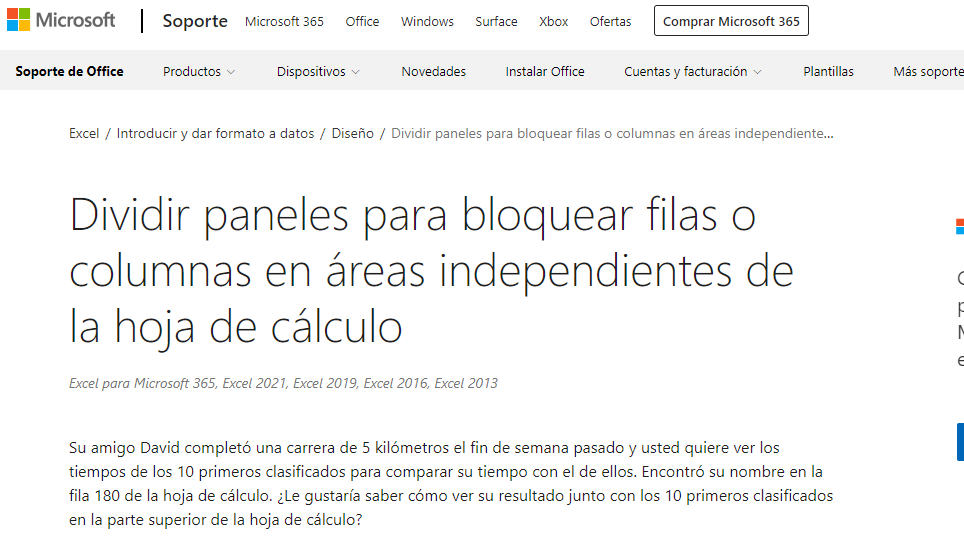 Microsoft Soporte Microsoft 365 Office Windows Surface Xbox Ofertas Comprar Microsoft 365
Soporte de Office Productos Dispositivos Novedades Instalar Office Cuentas y facturación Plantillas Más soporte
Excel / Introducir y dar formato a datos / Diseño / Dividir paneles para bloquear filas o columnas en áreas independiente...
Dividir paneles para bloquear filas o
columnas en áreas independientes de
la hoja de cálculo
Excel para Microsoft 365, Excel 2021, Excel 2019, Excel 2016, Excel 2013
Su amigo David completó una carrera de 5 kilómetros el fin de semana pasado y usted quiere ver los
tiempos de los 10 primeros clasificados para comparar su tiempo con el de ellos. Encontró su nombre en la
fila 180 de la hoja de cálculo. ¿Le gustaría saber cómo ver su resultado junto con los 10 primeros clasificados
en la parte superior de la hoja de cálculo?